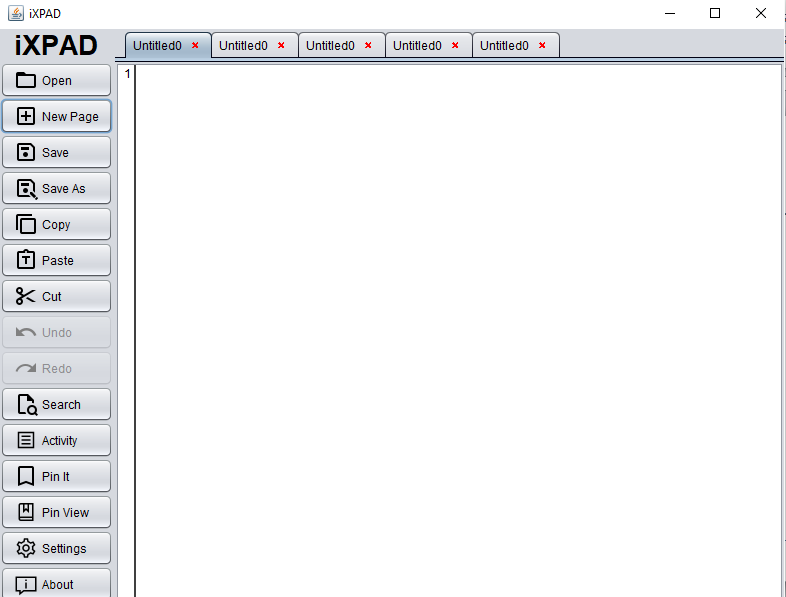 iXPAD
iXPAD
Untitled0 Untitled0 Untitled0 Untitled0 Untitled0
Open
1
New Page
Save
Save As
Copy
Paste
Cut
Undo
Redo
Search
Activity
Pin It
Pin View
Settings
About